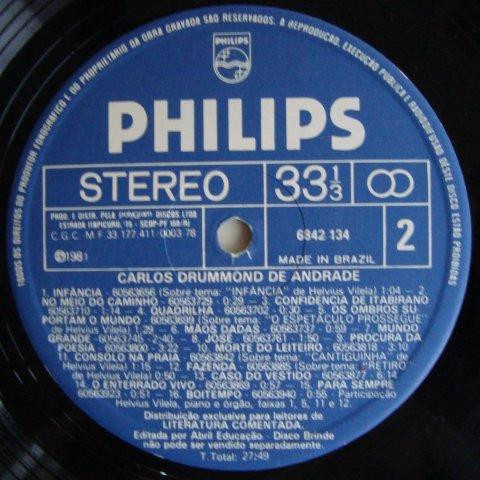 TODOS OS DIREITOS DO PRODUTOR FONOGRÁFICO E DO PROPRIETÁRIO DA OBRA GRAVADA SÃO RESERVADOS. A REPRODUÇÃO, EXECUÇÃO PÚBLICA E RADIODIFUSÃO DESTE DISCO ESTÃO PROIBIDAS
PHILIPS
PHILIPS
STEREO 33 1/3
PROD. E DISTR. PELA POLYGRAM DISCOS LTDA
ESTRADA ITAPICURU,
C.G.C. M.F 33.177.411-0003-78
6942 134 2
℗1981
MADE IN BRAZIL
CARLOS DRUMMOND DE ANDRADE
1. INFÂNCIA - 60563656 (Sobre tema: "INFÂNCIA" de Helvius Vilela) 1:04 - 2.
NO MEIO DO CAMINHO - 60563729 - 0:29 - 3. CONFIDÊNCIA DE ITABIRANO
60563710 - 1:14 - 4. QUADRILHA - 60563702 - 0:30 - 5. OS OMBROS SU-
PORTAM O MUNDO - 60563699 (Sobre tema: "O ESPETÁCULO PROSSEGUE"
de Helvius Vilela) 1:29 - 6. MÃOS DADAS - 60563737 - 0:59 - 7. MUNDO
GRANDE - 60563745 - 2:40 - 8. JOSÉ - 60563761 - 1:50 - 9. PROCURA DA
POESIA - 60563800 - 3:22 - 10. MORTE DO LEITEIRO - 60563818 - 3:10
11. CONSOLO NA PRAIA - 60563842 (Sobre tema: "CANTIGUINHA" de
Helvius Vilela) 1:15 - 12. FAZENDA - 60563885 (Sobre tema: "RETIRO"
de Helvius Vilela) 0:50 - 13. CASO DO VESTIDO - 60563877 - 6:14
14. O ENTERRADO VIVO - 60563869 - 0:57 - 15. PARA SEMPRE
60563923 - 0:51 - 16. BOITEMPO - 60563940 - 0:55 - Participação
Helvius Vilela, piano e órgão, faixas 1, 5, 11 e 12.
Distribuição exclusiva para leitores de
LITERATURA COMENTADA.
Editada por Abril Educação - Disco Brinde
não pode ser vendido separadamente.
T. Total: 27:49